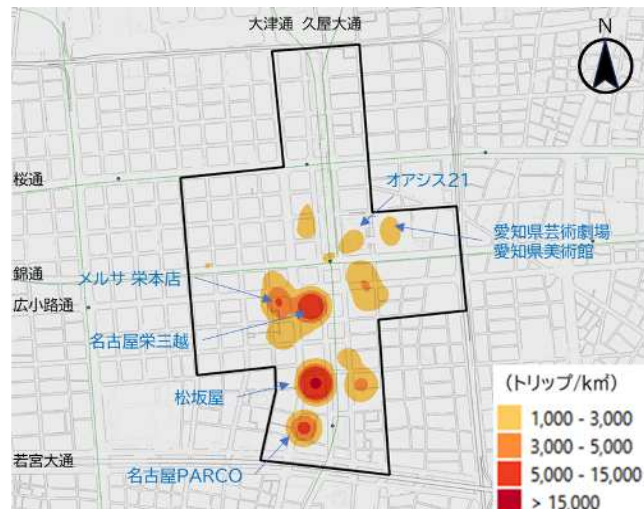 大津通 久屋大通
N
桜通
オアシス21
愛知県芸術劇場
愛知県美術館
錦通
メルサ 栄本店
広小路通
名古屋栄三越
松坂屋
若宮大通
名古屋PARCO
(トリップ/k㎡)
1,000 - 3,000
3,000 - 5,000
5,000 - 15,000
> 15,000